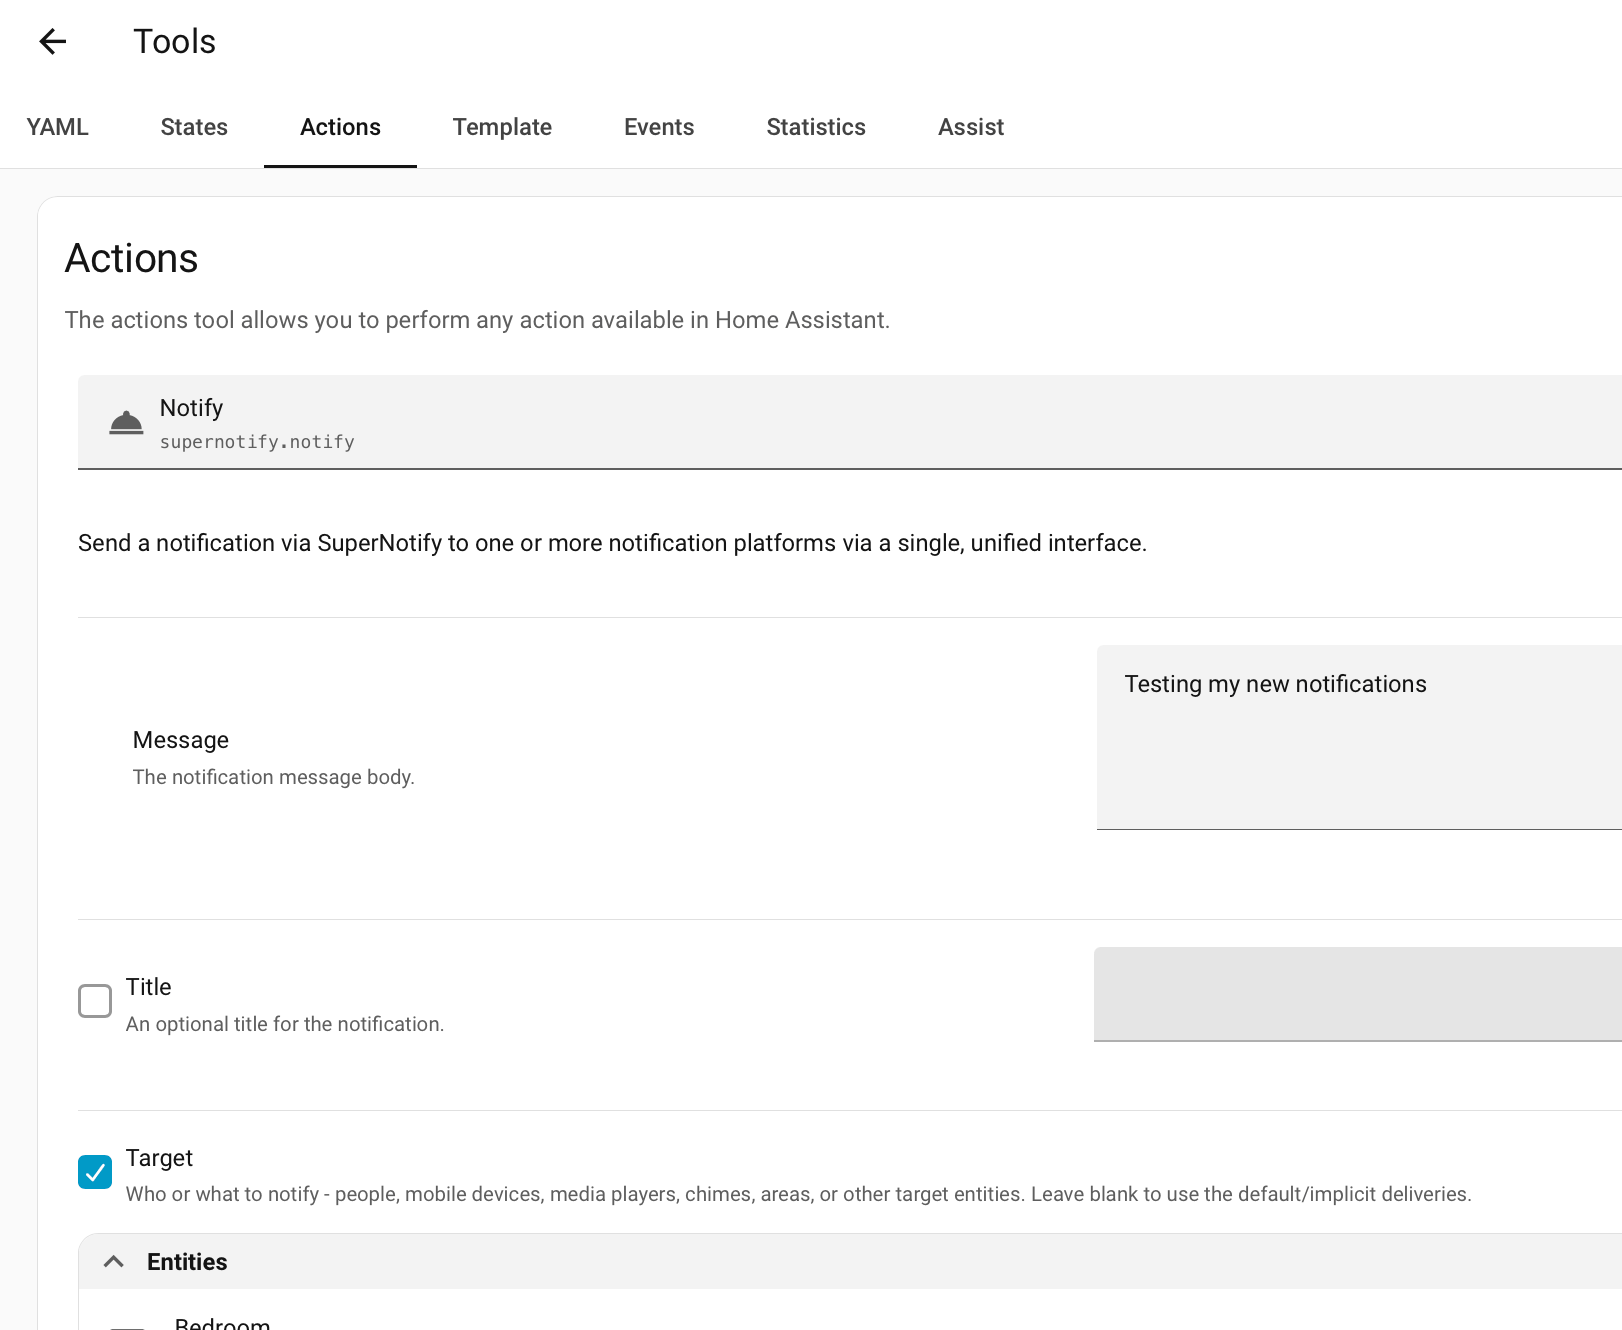 Tools
YAML States Actions Template Events Statistics Assist
Actions
The actions tool allows you to perform any action available in Home Assistant.
Notify
supernotify.notify
Send a notification via SuperNotify to one or more notification platforms via a single, unified interface.
Testing my new notifications
Message
The notification message body.
Title
An optional title for the notification.
Target
Who or what to notify - people, mobile devices, media players, chimes, areas, or other target entities. Leave blank to use the default/implicit deliveries.
Entities
Bedroom